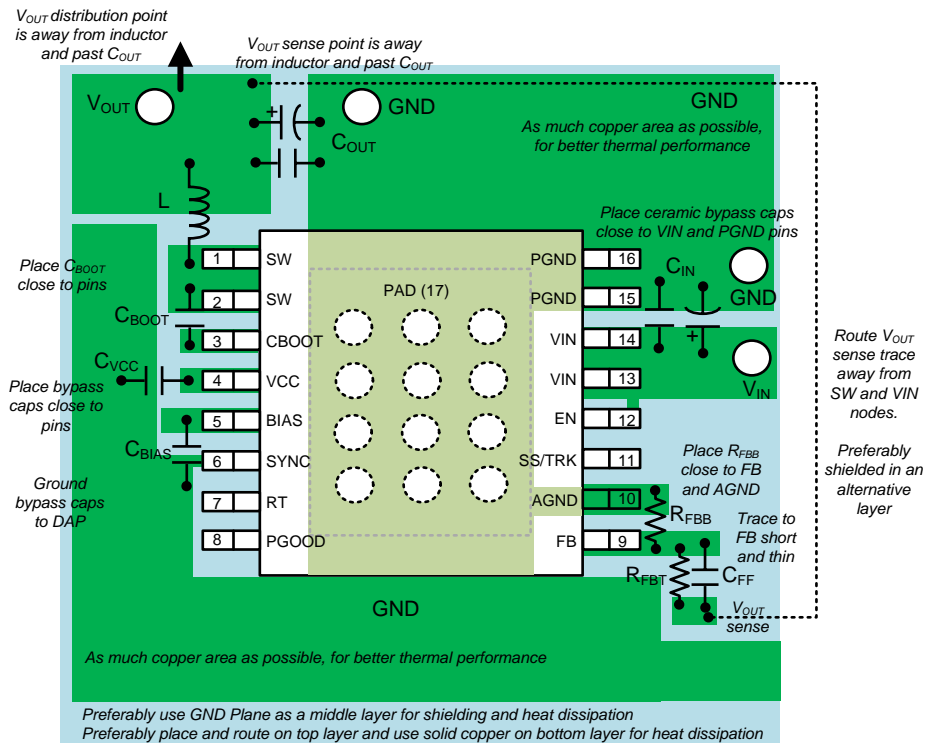 VOUT distribution point
is away from inductor
and past COUT
VOUT sense point is away
from inductor and past COUT
VOUT
GND
GND
+
COUT
As much copper area as possible,
for better thermal performance
L
Place ceramic bypass caps
close to VIN and PGND pins
Place CBOOT
close to pins
CBOOT
CVCC
Place bypass
caps close to
pins
CBIAS
Ground
bypass caps
to DAP
1 SW
2 SW
3 CBOOT
4 VCC
5 BIAS
6 SYNC
7 RT
8 PGOOD
PAD (17)
PGND 16
PGND 15
VIN 14
VIN 13
EN 12
SS/TRK 11
AGND 10
FB 9
CIN
+
GND
VIN
Route VOUT
sense trace
away from
SW and VIN
nodes.
Preferably
shielded in an
alternative
layer
Place RFBB
close to FB
and AGND
RFBB
Trace to
FB short
and thin
RFBT
CFF
VOUT
sense
GND
As much copper area as possible, for better thermal performance
Preferably use GND Plane as a middle layer for shielding and heat dissipation
Preferably place and route on top layer and use solid copper on bottom layer for heat dissipation